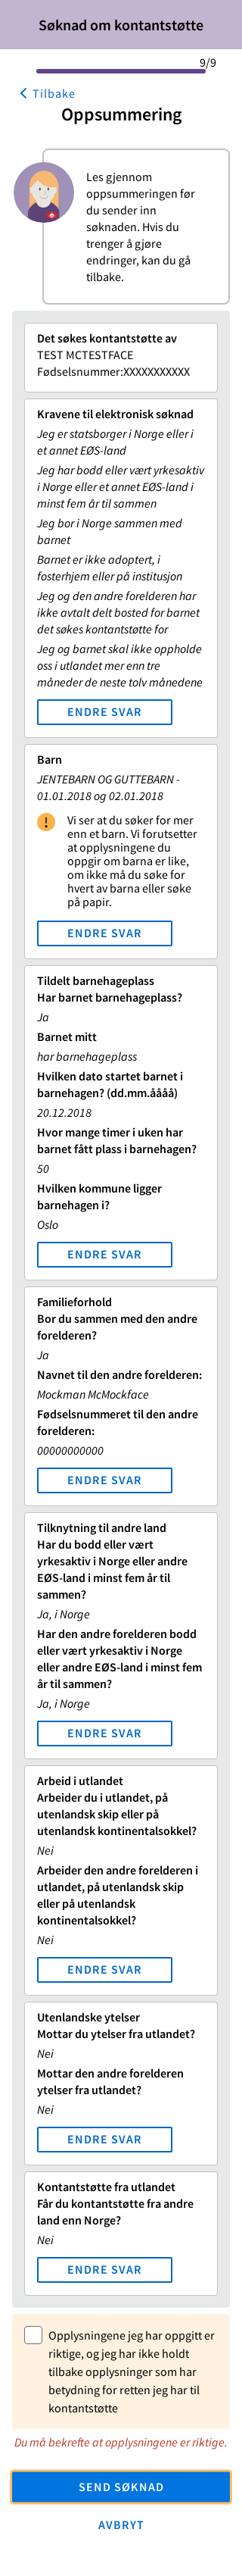 Søknad om kontantstøtte
9/9
Tilbake
Oppsummering
Les gjennom
oppsummeringen før
du sender inn
søknaden. Hvis du
trenger å gjøre
endringer, kan du gå
tilbake.
Det søkes kontantstøtte av
TEST MCTESTFACE
Fødselsnummer:XXXXXXXXXXX
Kravene til elektronisk søknad
Jeg er statsborger i Norge eller i
et annet EØS-land
Jeg har bodd eller vært yrkesaktiv
i Norge eller et annet EØS-land i
minst fem år til sammen
Jeg bor i Norge sammen med
barnet
Barnet er ikke adoptert, i
fosterhjem eller på institusjon
Jeg og den andre forelderen har
ikke avtalt delt bosted for barnet
det søkes kontantstøtte for
Jeg og barnet skal ikke oppholde
oss i utlandet mer enn tre
måneder de neste tolv månedene
ENDRE SVAR
Barn
JENTEBARN OG GUTTEBARN -
01.01.2018 og 02.01.2018
Vi ser at du søker for mer
enn et barn. Vi forutsetter
at opplysningene du
oppgir om barna er like,
om ikke må du søke for
hvert av barna eller søke
på papir.
ENDRE SVAR
Tildelt barnehageplass
Har barnet barnehageplass?
Ja
Barnet mitt
har barnehageplass
Hvilken dato startet barnet i
barnehagen? (dd.mm.åååå)
20.12.2018
Hvor mange timer i uken har
barnet fått plass i barnehagen?
50
Hvilken kommune ligger
barnehagen i?
Oslo
ENDRE SVAR
Familieforhold
Bor du sammen med den andre
forelderen?
Ja
Navnet til den andre forelderen:
Mockman McMockface
Fødselsnummeret til den andre
forelderen:
00000000000
ENDRE SVAR
Tilknytning til andre land
Har du bodd eller vært
yrkesaktiv i Norge eller andre
EØS-land i minst fem år til
sammen?
Ja, i Norge
Har den andre forelderen bodd
eller vært yrkesaktiv i Norge
eller andre EØS-land i minst fem
år til sammen?
Ja, i Norge
ENDRE SVAR
Arbeid i utlandet
Arbeider du i utlandet, på
utenlandsk skip eller på
utenlandsk kontinentalsokkel?
Nei
Arbeider den andre forelderen i
utlandet, på utenlandsk skip
eller på utenlandsk
kontinentalsokkel?
Nei
ENDRE SVAR
Utenlandske ytelser
Mottar du ytelser fra utlandet?
Nei
Mottar den andre forelderen
ytelser fra utlandet?
Nei
ENDRE SVAR
Kontantstøtte fra utlandet
Får du kontantstøtte fra andre
land enn Norge?
Nei
ENDRE SVAR
Opplysningene jeg har oppgitt er
riktige, og jeg har ikke holdt
tilbake opplysninger som har
betydning for retten jeg har til
kontantstøtte
Du må bekrefte at opplysningene er riktige.
SEND SØKNAD
AVBRYT